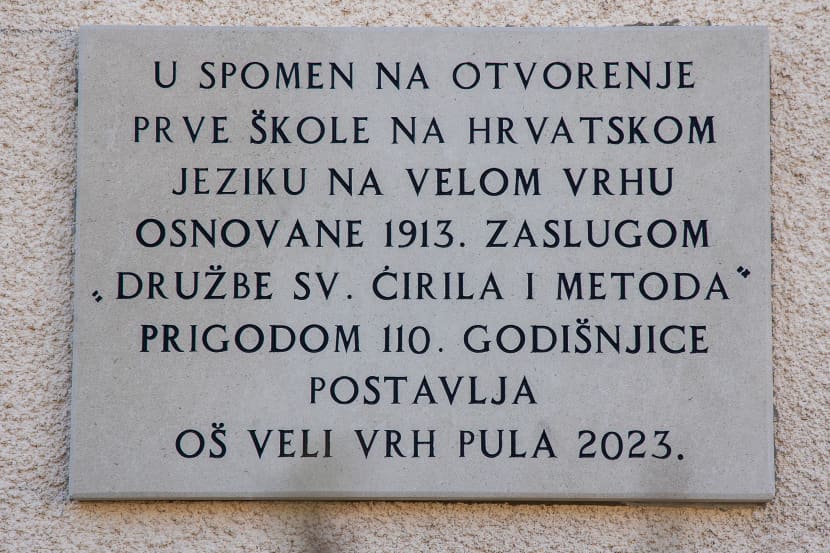 U SPOMEN NA OTVORENJE
PRVE ŠKOLE NA HRVATSKOM
JEZIKU NA VELOM VRHU
OSNOVANE 1913. ZASLUGOM
„DRUŽBE SV. ĆIRILA I METODA”
PRIGODOM 110. GODIŠNJICE
POSTAVLJA
OŠ VELI VRH PULA 2023.